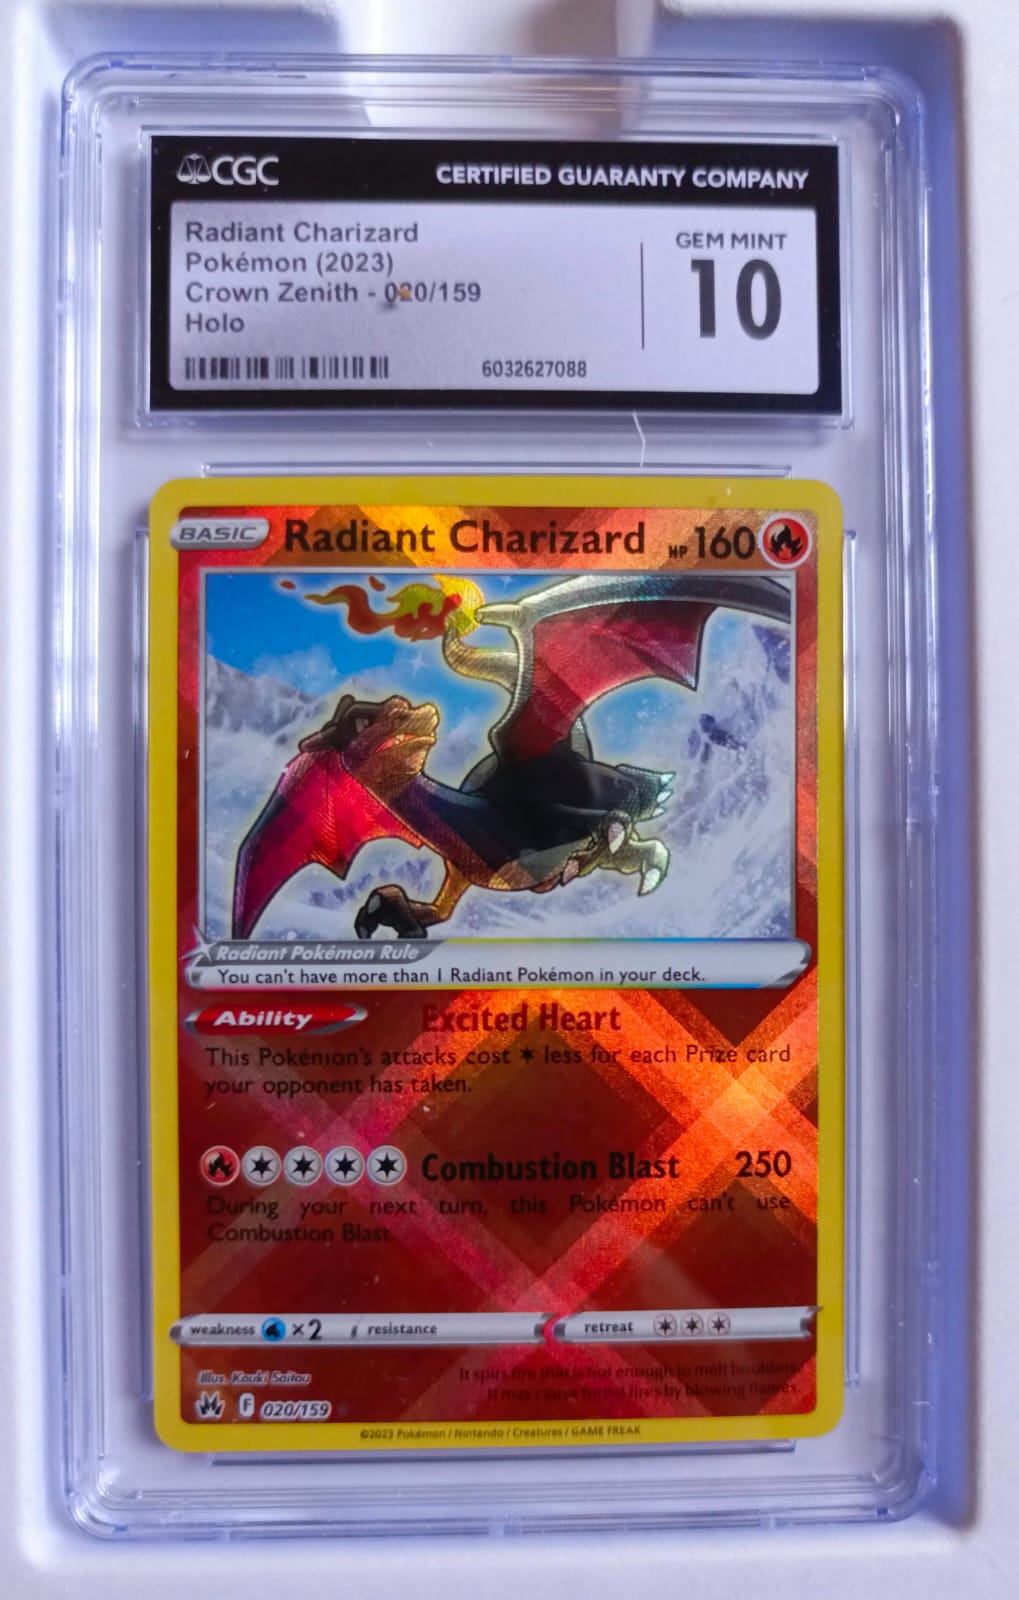 CGC CERTIFIED GUARANTY COMPANY
Radiant Charizard
Pokémon (2023)
Crown Zenith - 020/159
Holo
GEM MINT
10
6032627088
BASIC Radiant Charizard HP 160
Radiant Pokémon Rule
You can't have more than 1 Radiant Pokémon in your deck.
Ability Excited Heart
This Pokémon's attacks cost less for each Prize card
your opponent has taken.
Combustion Blast 250
During your next turn, this Pokémon can't use
Combustion Blast.
weakness ×2 resistance retreat
It spits fire that is hot enough to melt boulders.
It may cause forest fires by blowing flames.
Illus. Kouki Saitou
F 020/159
©2023 Pokémon / Nintendo / Creatures / GAME FREAK